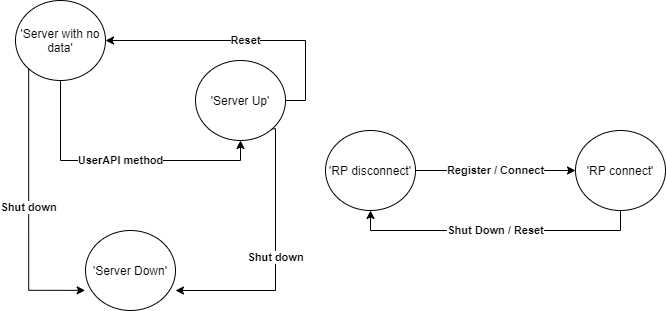 'Server with no
data'
Reset
'Server Up'
UserAPI method
Shut down
Shut down
'Server Down'
'RP disconnect'
Register / Connect
'RP connect'
Shut Down / Reset